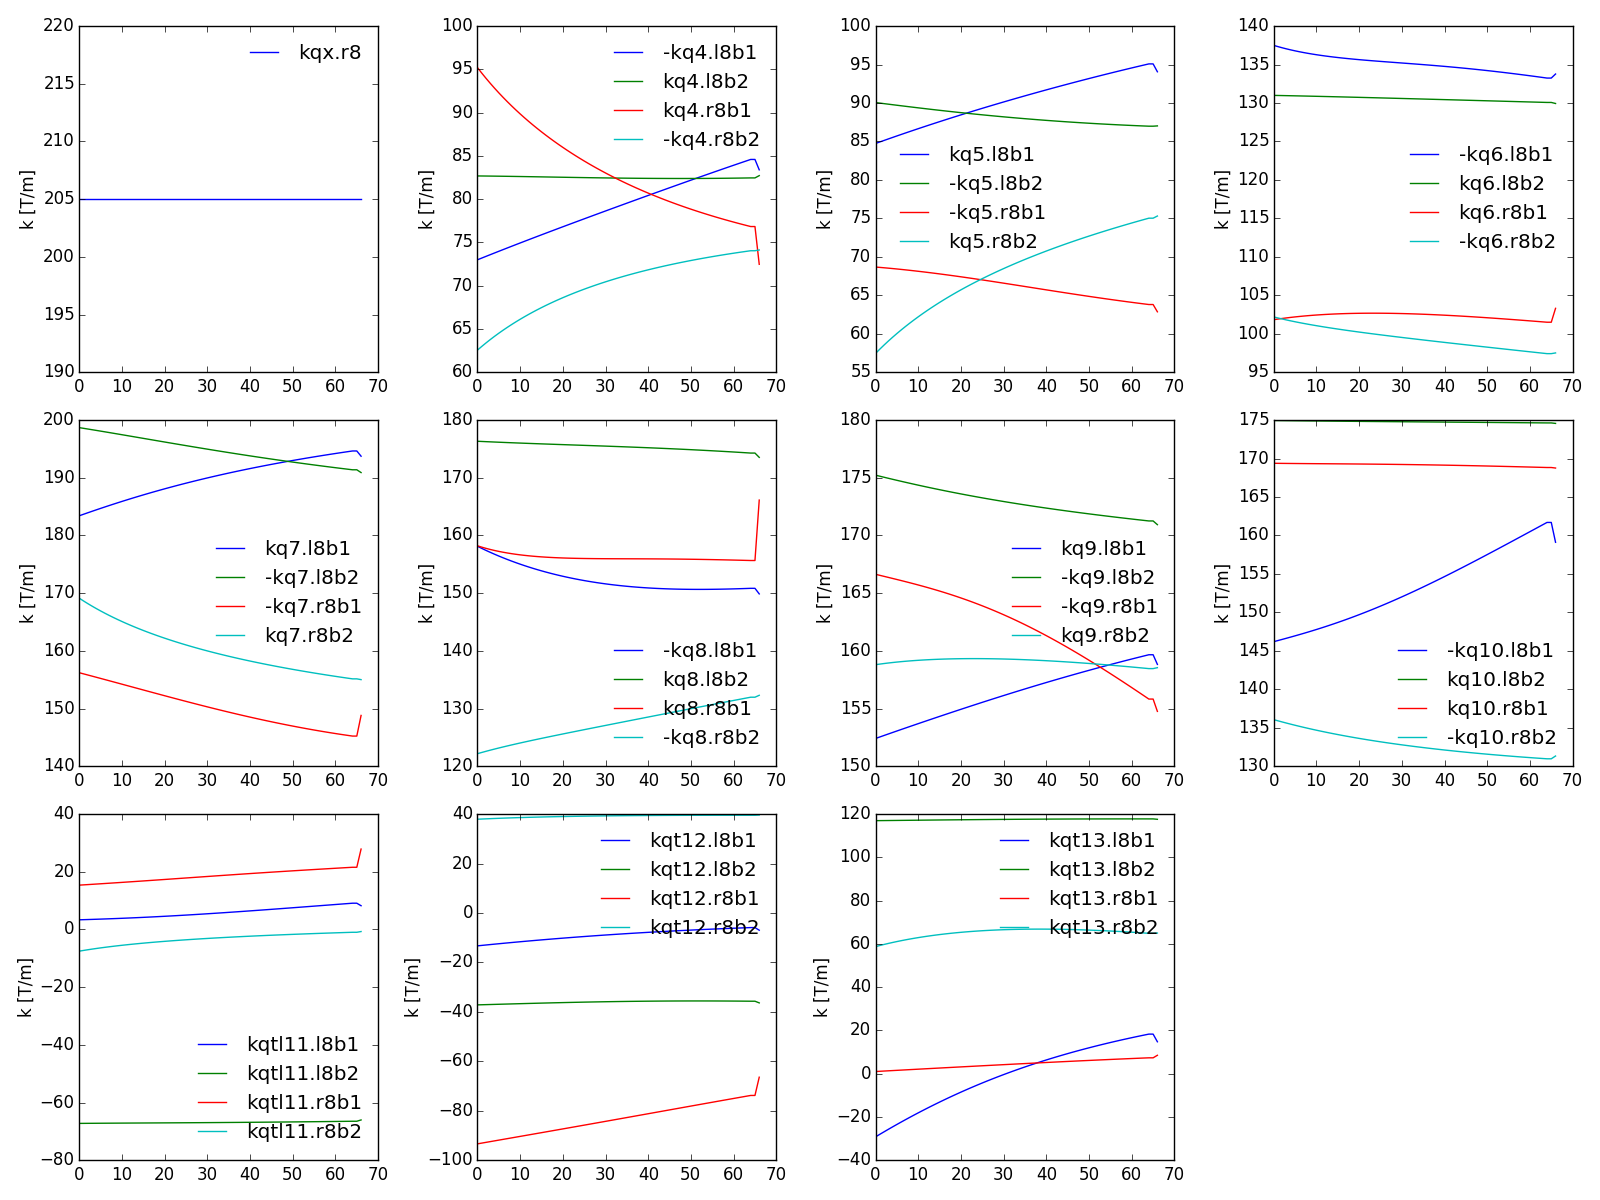 220
215
210
205
200
195
190
k [T/m]
kqx.r8
0 10 20 30 40 50 60 70
100
95
90
85
80
75
70
65
60
k [T/m]
-kq4.l8b1
kq4.l8b2
kq4.r8b1
-kq4.r8b2
0 10 20 30 40 50 60 70
100
95
90
85
80
75
70
65
60
55
k [T/m]
kq5.l8b1
-kq5.l8b2
-kq5.r8b1
kq5.r8b2
0 10 20 30 40 50 60 70
140
135
130
125
120
115
110
105
100
95
k [T/m]
-kq6.l8b1
kq6.l8b2
kq6.r8b1
-kq6.r8b2
0 10 20 30 40 50 60 70
200
190
180
170
160
150
140
k [T/m]
kq7.l8b1
-kq7.l8b2
-kq7.r8b1
kq7.r8b2
0 10 20 30 40 50 60 70
180
170
160
150
140
130
120
k [T/m]
-kq8.l8b1
kq8.l8b2
kq8.r8b1
-kq8.r8b2
0 10 20 30 40 50 60 70
180
175
170
165
160
155
150
k [T/m]
kq9.l8b1
-kq9.l8b2
-kq9.r8b1
kq9.r8b2
0 10 20 30 40 50 60 70
175
170
165
160
155
150
145
140
135
130
k [T/m]
-kq10.l8b1
kq10.l8b2
kq10.r8b1
-kq10.r8b2
0 10 20 30 40 50 60 70
40
20
0
−20
−40
−60
−80
k [T/m]
kqtl11.l8b1
kqtl11.l8b2
kqtl11.r8b1
kqtl11.r8b2
0 10 20 30 40 50 60 70
40
20
0
−20
−40
−60
−80
−100
k [T/m]
kqt12.l8b1
kqt12.l8b2
kqt12.r8b1
kqt12.r8b2
0 10 20 30 40 50 60 70
120
100
80
60
40
20
0
−20
−40
k [T/m]
kqt13.l8b1
kqt13.l8b2
kqt13.r8b1
kqt13.r8b2
0 10 20 30 40 50 60 70